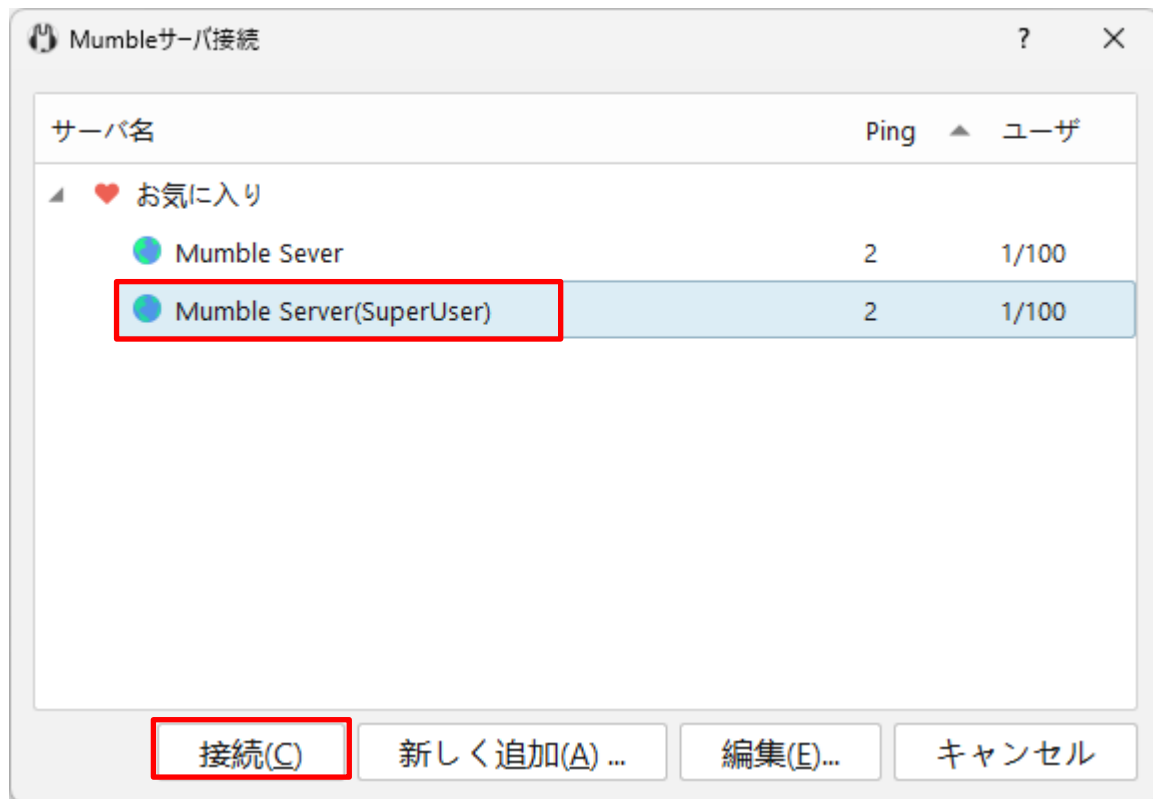 Mumbleサーバ接続 ?
サーバ名 Ping ユーザ
お気に入り
Mumble Sever 2 1/100
Mumble Server(SuperUser) 2 1/100
接続(C) 新しく追加(A) ... 編集(E)... キャンセル